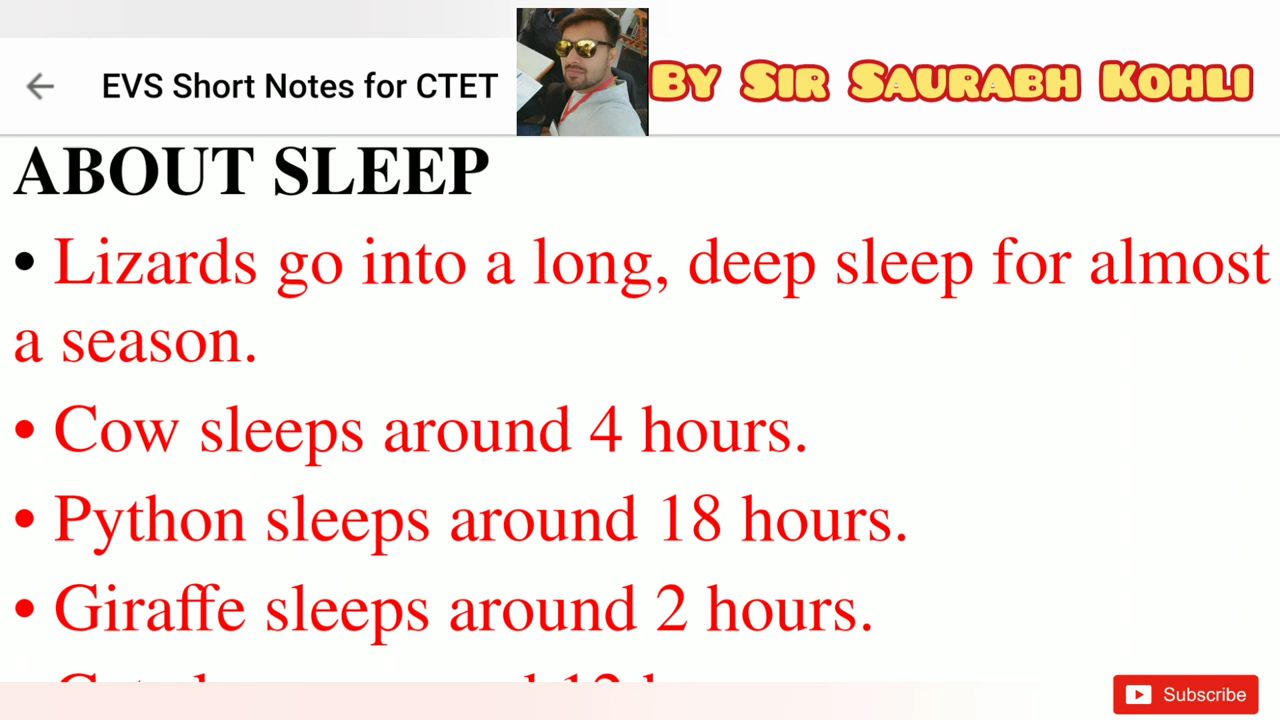 EVS Short Notes for CTET
By Sir Saurabh Kohli
ABOUT SLEEP
• Lizards go into a long, deep sleep for almost
a season.
• Cow sleeps around 4 hours.
• Python sleeps around 18 hours.
• Giraffe sleeps around 2 hours.
Subscribe